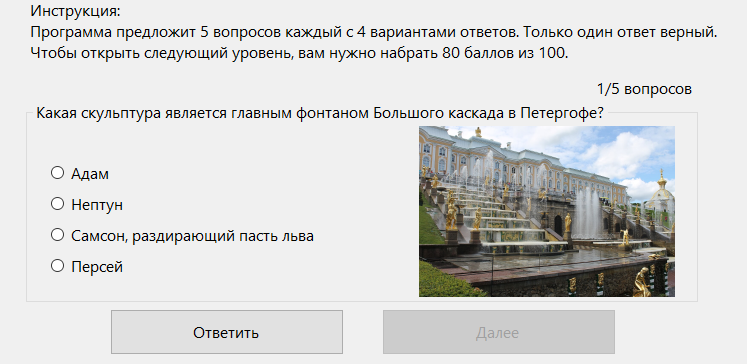 Инструкция:
Программа предложит 5 вопросов каждый с 4 вариантами ответов. Только один ответ верный.
Чтобы открыть следующий уровень, вам нужно набрать 80 баллов из 100.
1/5 вопросов
Какая скульптура является главным фонтаном Большого каскада в Петергофе?
Адам
Нептун
Самсон, раздирающий пасть льва
Персей
Ответить
Далее